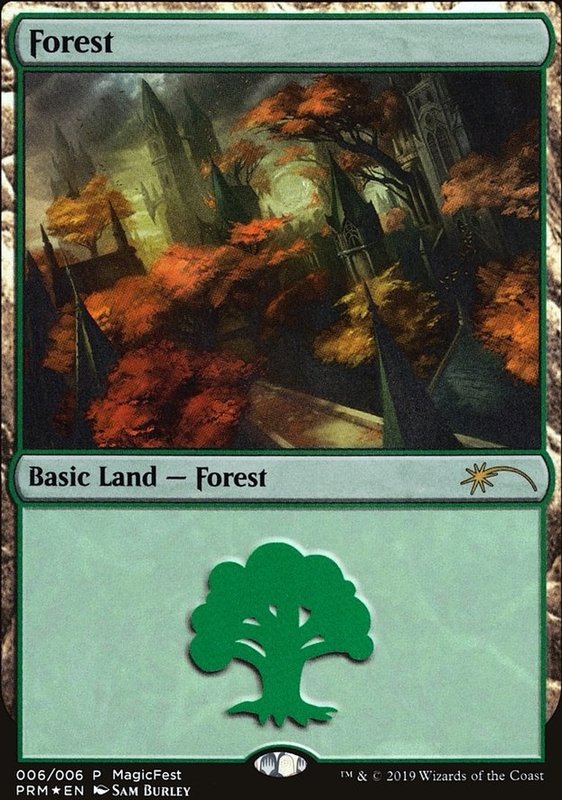 Forest
Basic Land — Forest
006/006 P MagicFest
PRM★EN Sam Burley
™ & © 2019 Wizards of the Coast